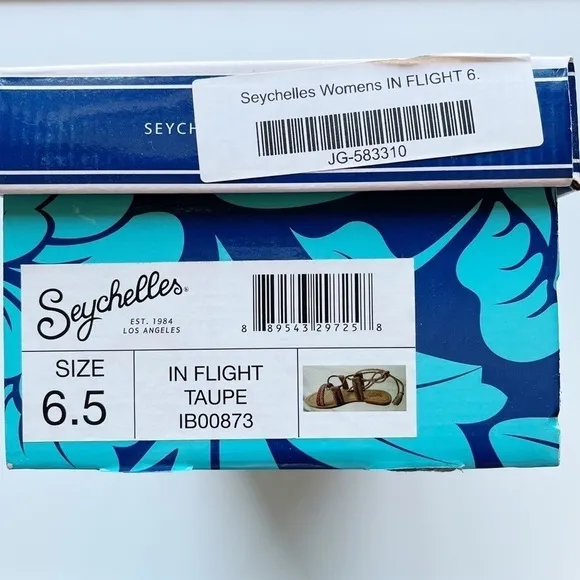 Seychelles Womens IN FLIGHT 6.
JG-583310
SEYCH
Seychelles®
EST. 1984
LOS ANGELES
8 89543 29725 8
SIZE
6.5
IN FLIGHT
TAUPE
IB00873